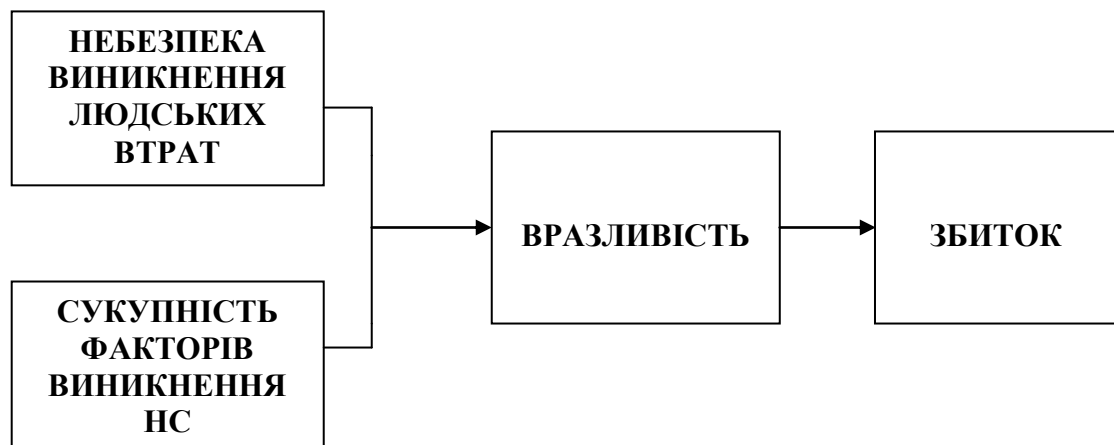 НЕБЕЗПЕКА
ВИНИКНЕННЯ
ЛЮДСЬКИХ
ВТРАТ
ВРАЗЛИВІСТЬ
ЗБИТОК
СУКУПНІСТЬ
ФАКТОРІВ
ВИНИКНЕННЯ
НС